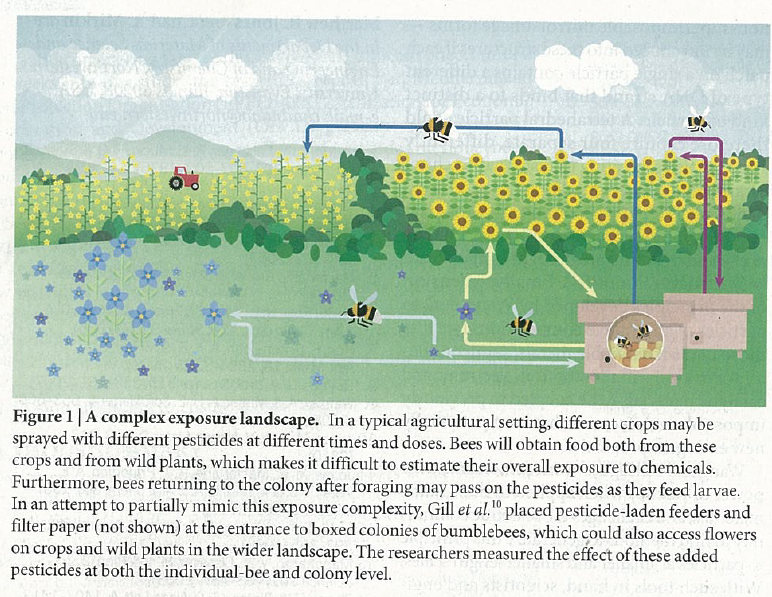 Figure 1 | A complex exposure landscape. In a typical agricultural setting, different crops may be
sprayed with different pesticides at different times and doses. Bees will obtain food both from these
crops and from wild plants, which makes it difficult to estimate their overall exposure to chemicals.
Furthermore, bees returning to the colony after foraging may pass on the pesticides as they feed larvae.
In an attempt to partially mimic this exposure complexity, Gill et al.¹⁰ placed pesticide-laden feeders and
filter paper (not shown) at the entrance to boxed colonies of bumblebees, which could also access flowers
on crops and wild plants in the wider landscape. The researchers measured the effect of these added
pesticides at both the individual-bee and colony level.